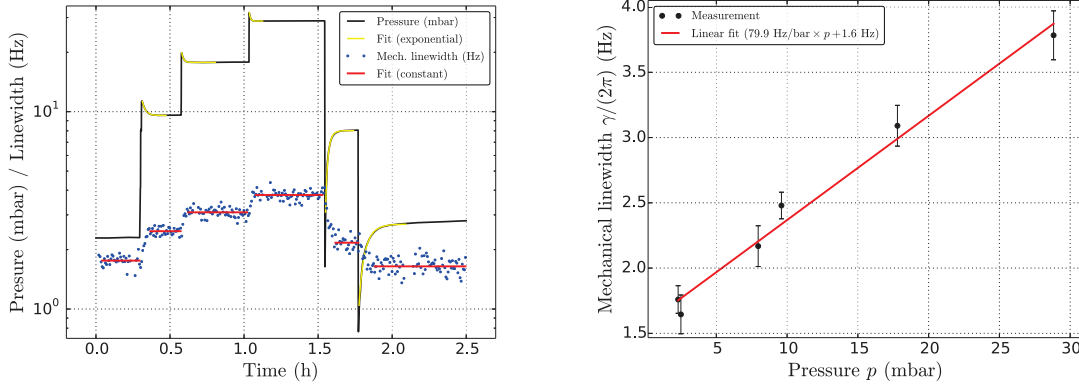 Pressure (mbar) / Linewidth (Hz)
10¹
10⁰
Pressure (mbar)
Fit (exponential)
Mech. linewidth (Hz)
Fit (constant)
0.0 0.5 1.0 1.5 2.0 2.5
Time (h)
Mechanical linewidth γ/(2π) (Hz)
4.0
3.5
3.0
2.5
2.0
1.5
Measurement
Linear fit (79.9 Hz/bar × p+1.6 Hz)
5 10 15 20 25 30
Pressure p (mbar)